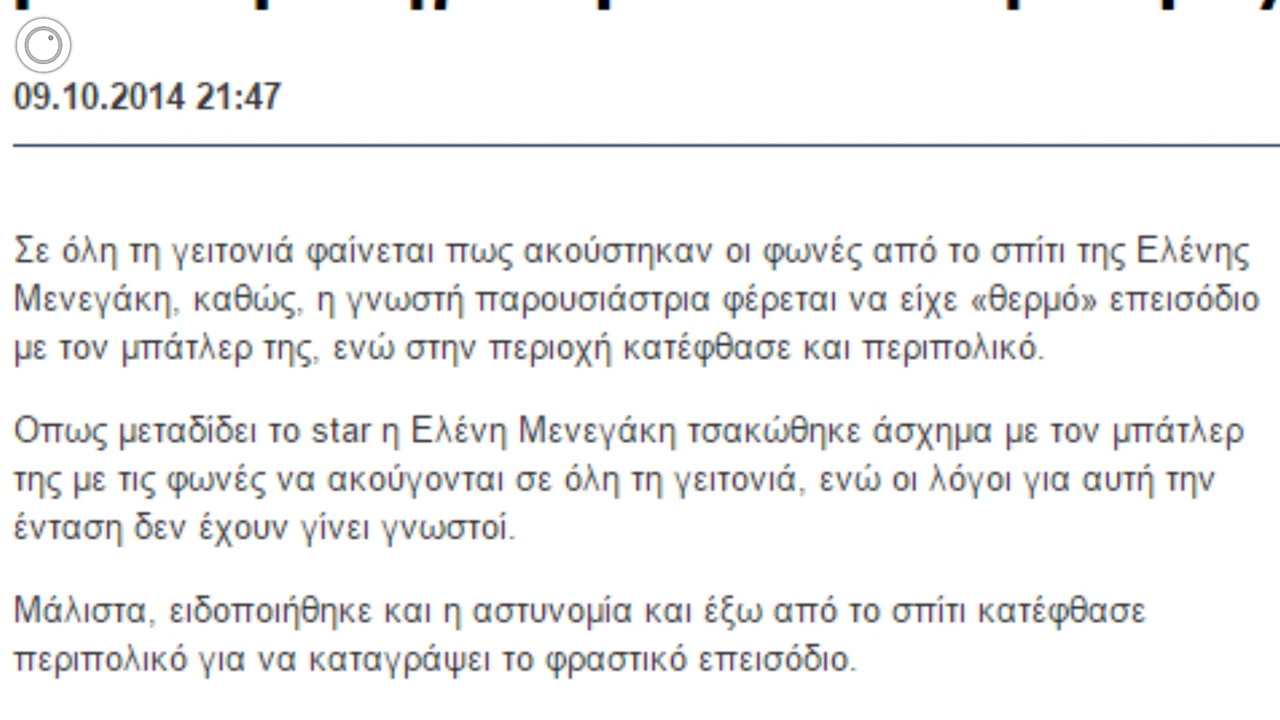 09.10.2014 21:47
Σε όλη τη γειτονιά φαίνεται πως ακούστηκαν οι φωνές από το σπίτι της Ελένης
Μενεγάκη, καθώς, η γνωστή παρουσιάστρια φέρεται να είχε «θερμό» επεισόδιο
με τον μπάτλερ της, ενώ στην περιοχή κατέφθασε και περιπολικό.
Οπως μεταδίδει το star η Ελένη Μενεγάκη τσακώθηκε άσχημα με τον μπάτλερ
της με τις φωνές να ακούγονται σε όλη τη γειτονιά, ενώ οι λόγοι για αυτή την
ένταση δεν έχουν γίνει γνωστοί.
Μάλιστα, ειδοποιήθηκε και η αστυνομία και έξω από το σπίτι κατέφθασε
περιπολικό για να καταγράψει το φραστικό επεισόδιο.